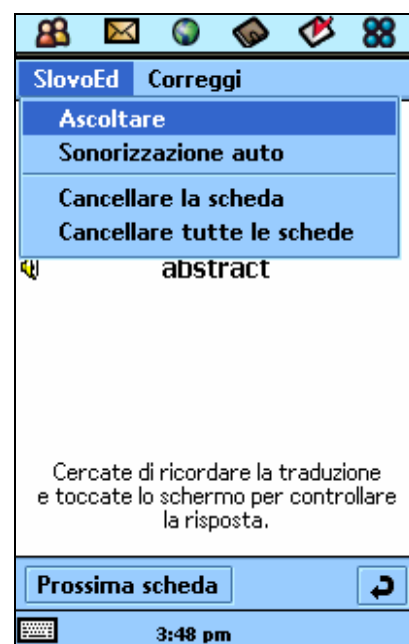 SlovoEd Correggi
Ascoltare
Sonorizzazione auto
Cancellare la scheda
Cancellare tutte le schede
abstract
Cercate di ricordare la traduzione
e toccate lo schermo per controllare
la risposta.
Prossima scheda
3:48 pm